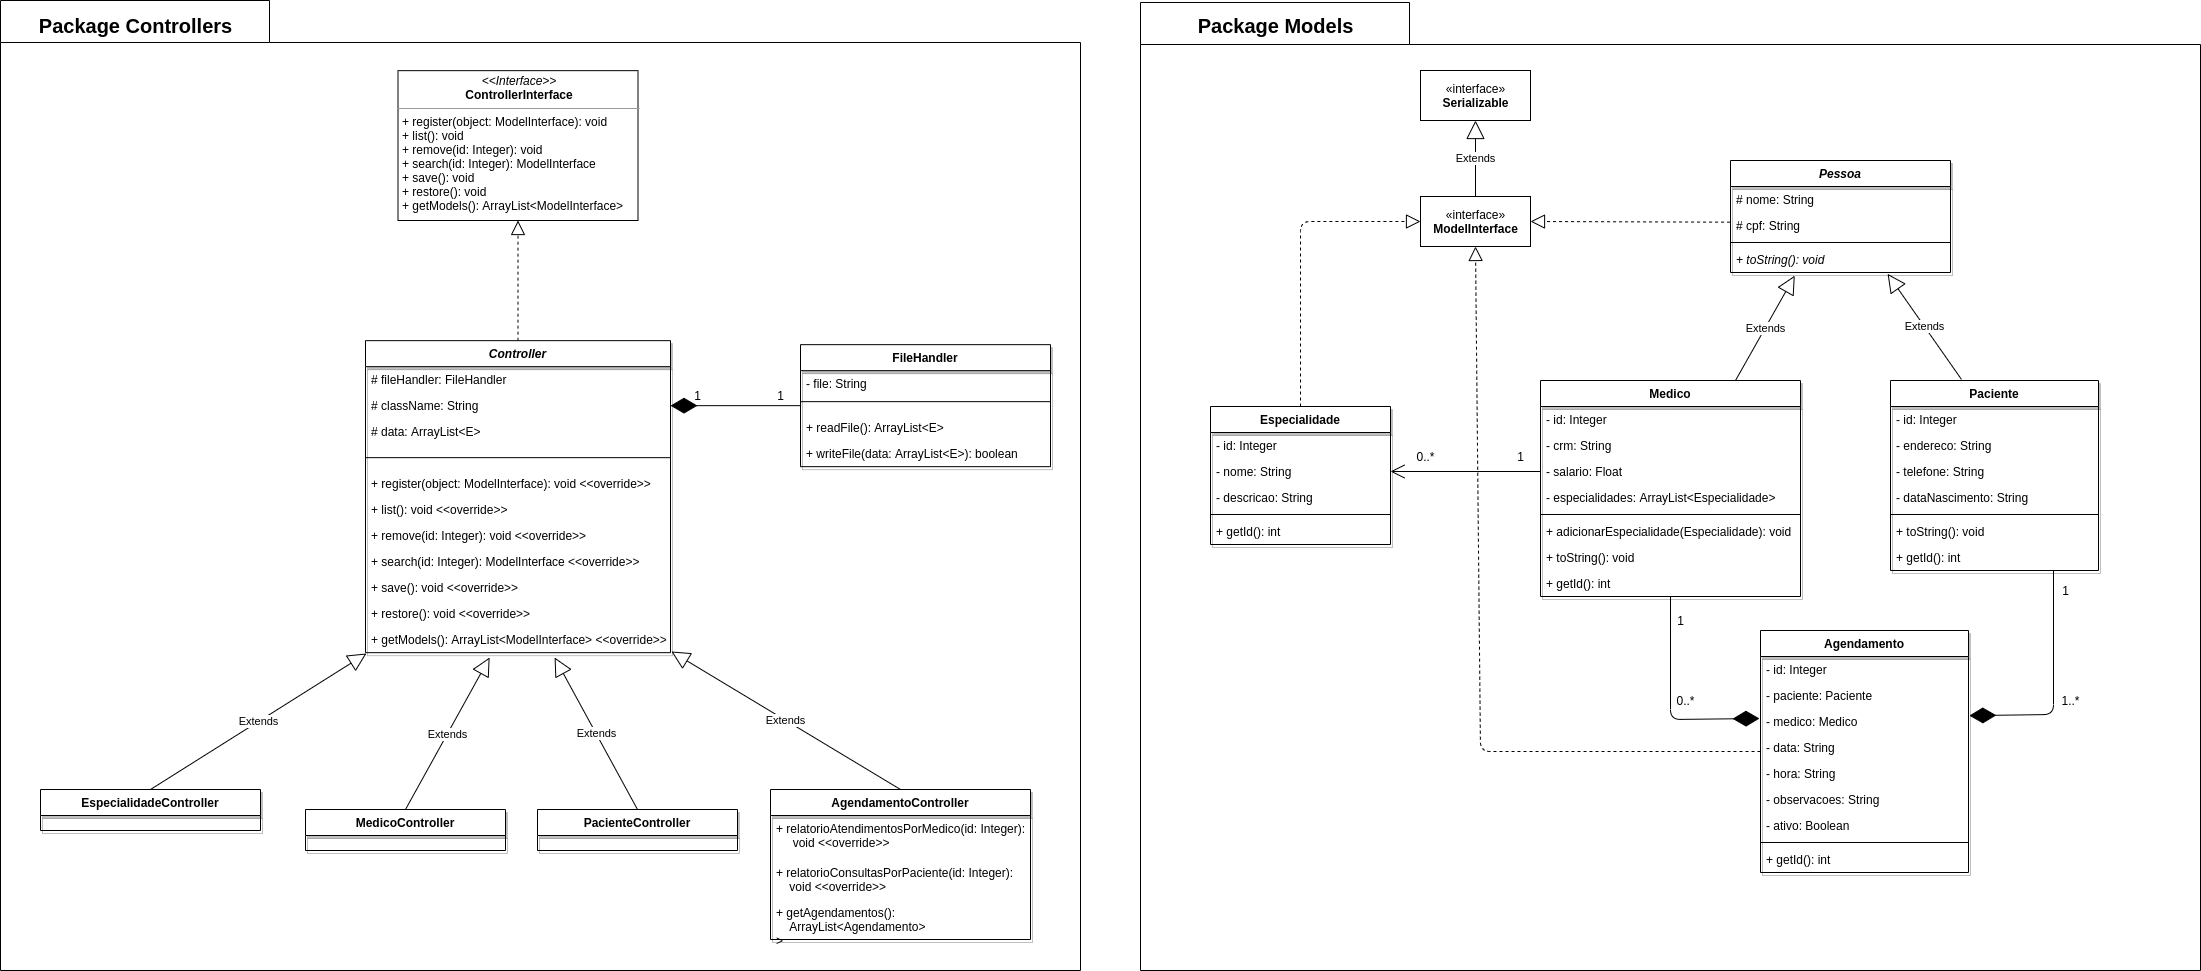 Package Controllers
<<Interface>>
ControllerInterface
+ register(object: ModelInterface): void
+ list(): void
+ remove(id: Integer): void
+ search(id: Integer): ModelInterface
+ save(): void
+ restore(): void
+ getModels(): ArrayList<ModelInterface>
Controller
# fileHandler: FileHandler
# className: String
# data: ArrayList<E>
+ register(object: ModelInterface): void <<override>>
+ list(): void <<override>>
+ remove(id: Integer): void <<override>>
+ search(id: Integer): ModelInterface <<override>>
+ save(): void <<override>>
+ restore(): void <<override>>
+ getModels(): ArrayList<ModelInterface> <<override>>
1
1
FileHandler
- file: String
+ readFile(): ArrayList<E>
+ writeFile(data: ArrayList<E>): boolean
Extends
Extends
Extends
Extends
EspecialidadeController
MedicoController
PacienteController
AgendamentoController
+ relatorioAtendimentosPorMedico(id: Integer):
void <<override>>
+ relatorioConsultasPorPaciente(id: Integer):
void <<override>>
+ getAgendamentos():
ArrayList<Agendamento>
>
Package Models
«interface»
Serializable
Extends
«interface»
ModelInterface
Pessoa
# nome: String
# cpf: String
+ toString(): void
Extends
Extends
Especialidade
- id: Integer
- nome: String
- descricao: String
+ getId(): int
0..*
1
Medico
- id: Integer
- crm: String
- salario: Float
- especialidades: ArrayList<Especialidade>
+ adicionarEspecialidade(Especialidade): void
+ toString(): void
+ getId(): int
Paciente
- id: Integer
- endereco: String
- telefone: String
- dataNascimento: String
+ toString(): void
+ getId(): int
1
0..*
1
1..*
Agendamento
- id: Integer
- paciente: Paciente
- medico: Medico
- data: String
- hora: String
- observacoes: String
- ativo: Boolean
+ getId(): int